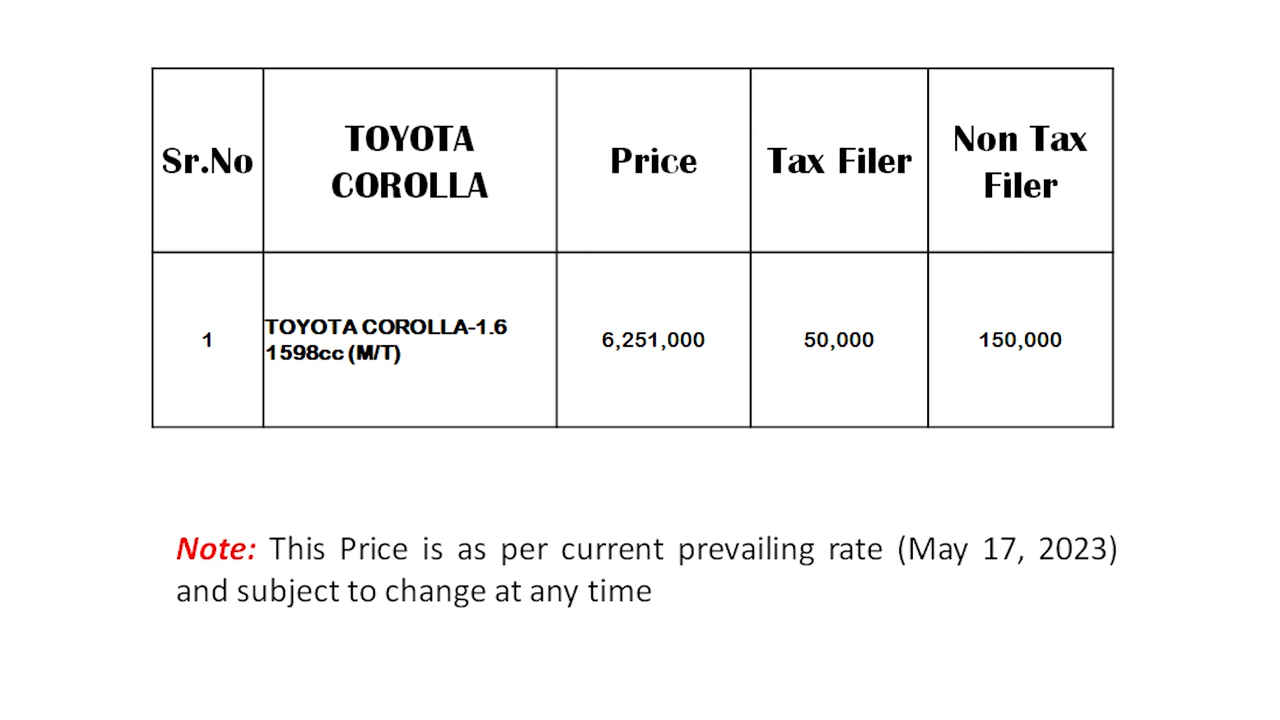 Sr.No
TOYOTA
COROLLA
Price
Tax Filer
Non Tax
Filer
1
TOYOTA COROLLA-1.6
1598cc (M/T)
6,251,000
50,000
150,000
Note: This Price is as per current prevailing rate (May 17, 2023)
and subject to change at any time